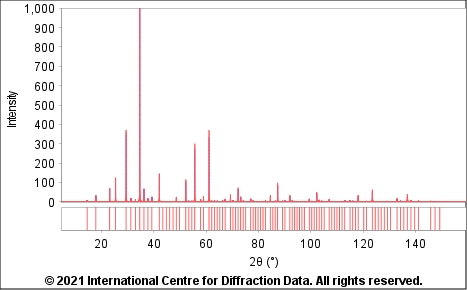 1,000
900
800
700
600
500
400
300
200
100
0
Intensity
20 40 60 80 100 120 140
2θ (°)
© 2021 International Centre for Diffraction Data. All rights reserved.